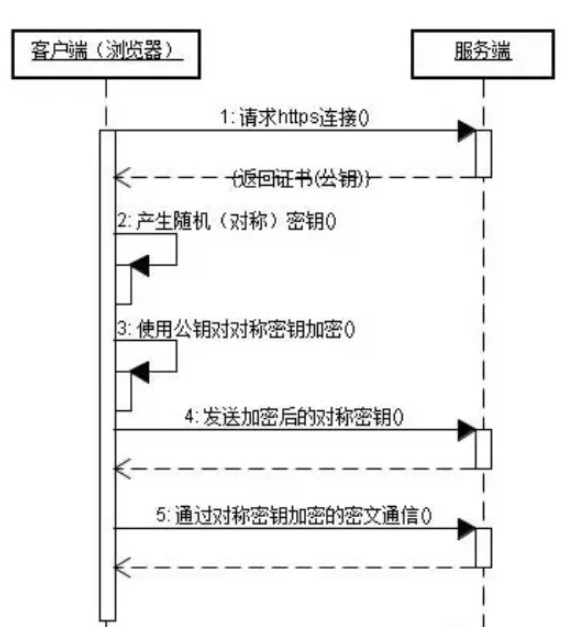 客户端（浏览器）
服务端
1: 请求https连接()
(返回证书(公钥))
2: 产生随机（对称）密钥()
3: 使用公钥对对称密钥加密()
4: 发送加密后的对称密钥()
5: 通过对称密钥加密的密文通信()